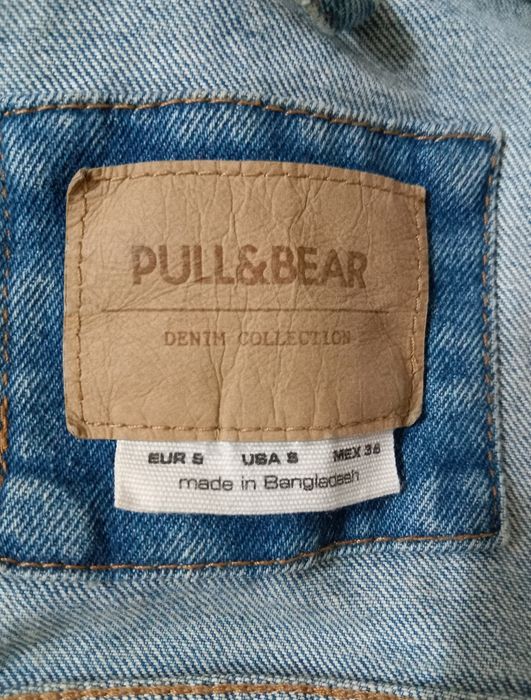 PULL&BEAR
DENIM COLLECTION
EUR S USA S MEX 36
made in Bangladesh